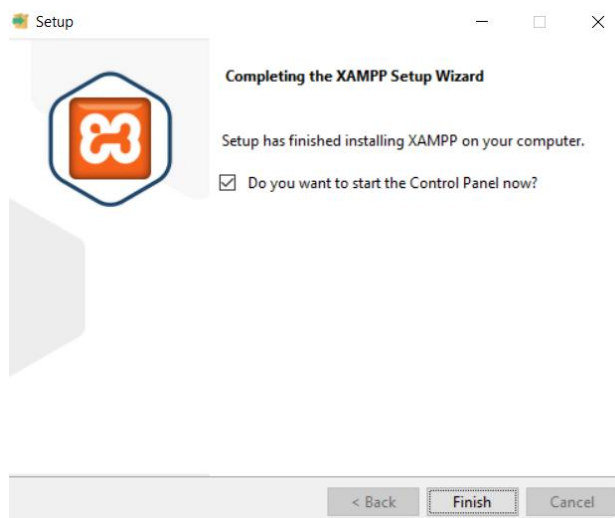 Setup
Completing the XAMPP Setup Wizard
Setup has finished installing XAMPP on your computer.
Do you want to start the Control Panel now?
< Back Finish Cancel